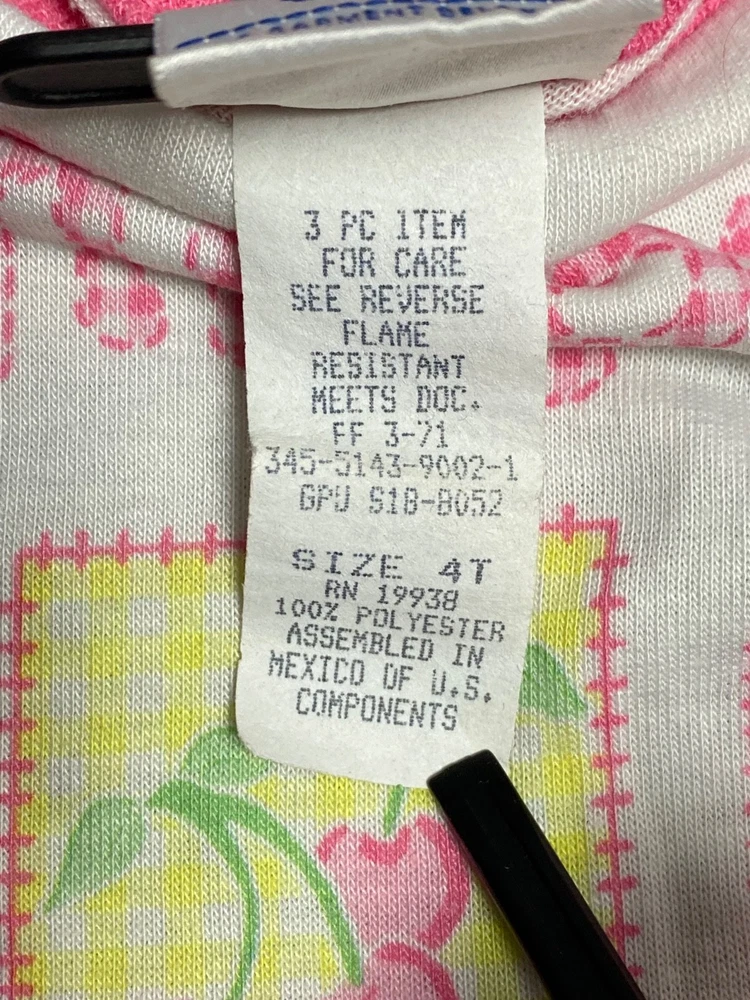 GARMENT
3 PC ITEM
FOR CARE
SEE REVERSE
FLAME
RESISTANT
MEETS DOC.
FF 3-71
345-5143-9002-1
GPU S18-8052
SIZE 4T
RN 19938
100% POLYESTER
ASSEMBLED IN
MEXICO OF U.S.
COMPONENTS